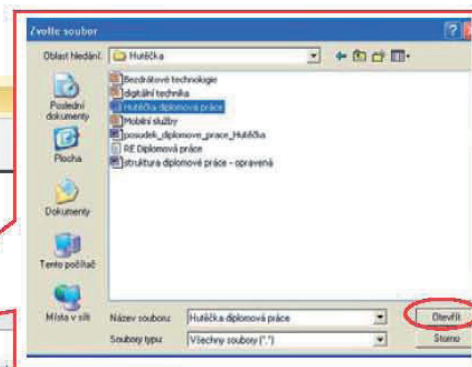 Zvolte soubor
Oblast hledání:
Hutěčka
Bezdrátové technologie
digitální technika
Hutěčka diplomová práce
Mobilní služby
posudek_diplomove_prace_Hutěčka
RE Diplomová práce
struktura diplomové práce - opravená
Poslední
dokumenty
Plocha
Dokumenty
Tento počítač
Místa v síti
Název souboru:
Hutěčka diplomová práce
Otevřít
Soubory typu:
Všechny soubory (*.*)
Storno